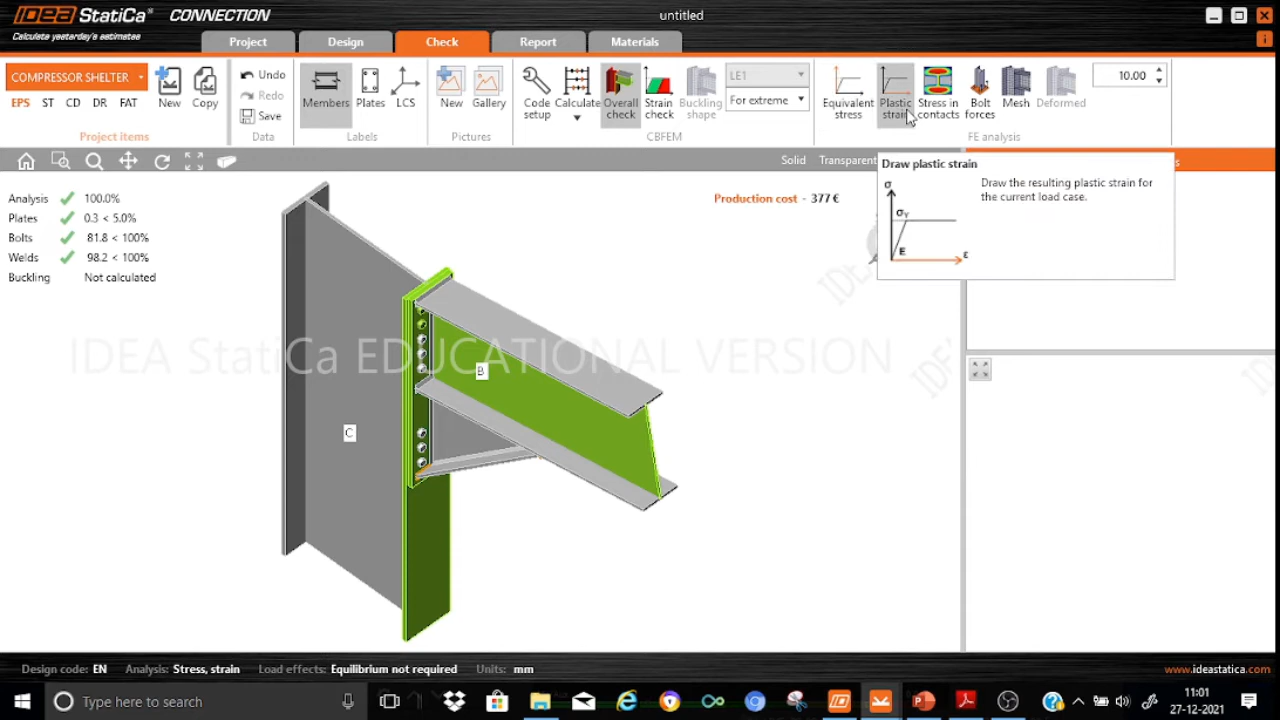 IDEA StatiCa® CONNECTION
untitled
Calculate yesterday's estimates
Project
Design
Check
Report
Materials
COMPRESSOR SHELTER
EPS ST CD DR FAT
New
Copy
Project items
Undo
Redo
Save
Data
Members
Plates
LCS
Labels
New
Gallery
Pictures
Code setup
Calculate
Overall check
Strain check
Buckling shape
LE1
For extreme
CBFEM
Equivalent stress
Plastic strain
Stress in contacts
Bolt forces
Mesh
Deformed
10.00
FE analysis
Solid
Transparent
Draw plastic strain
Draw the resulting plastic strain for
the current load case.
σ
σY
E
ε
Analysis 100.0%
Plates 0.3 < 5.0%
Bolts 81.8 < 100%
Welds 98.2 < 100%
Buckling Not calculated
Production cost - 377 €
IDEA StatiCa EDUCATIONAL VERSION
B
C
Design code: EN Analysis: Stress, strain Load effects: Equilibrium not required Units: mm
www.ideastatica.com
Type here to search
11:01
27-12-2021